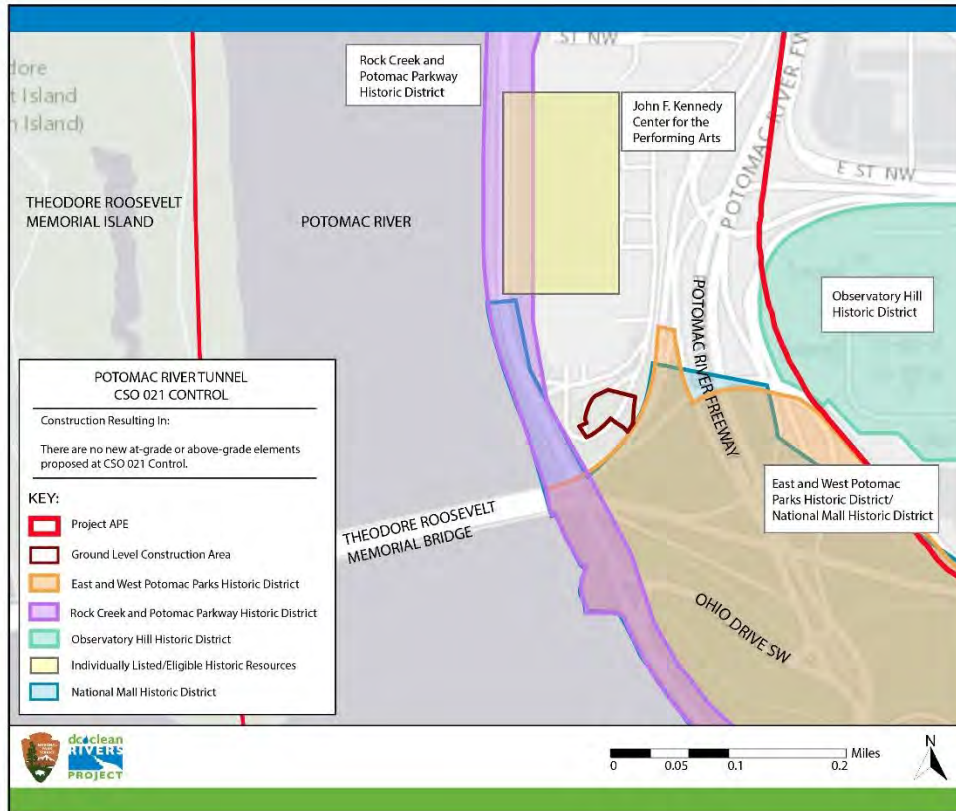 Rock Creek and
Potomac Parkway
Historic District
ST NW
John F. Kennedy
Center for the
Performing Arts
POTOMAC RIVER FW
E ST NW
dore
t Island
n Island)
THEODORE ROOSEVELT
MEMORIAL ISLAND
POTOMAC RIVER
POTOMAC RIVER FREEWAY
Observatory Hill
Historic District
POTOMAC RIVER TUNNEL
CSO 021 CONTROL
Construction Resulting In:
There are no new at-grade or above-grade elements
proposed at CSO 021 Control.
KEY:
Project APE
Ground Level Construction Area
East and West Potomac Parks Historic District
Rock Creek and Potomac Parkway Historic District
Observatory Hill Historic District
Individually Listed/Eligible Historic Resources
National Mall Historic District
East and West Potomac
Parks Historic District/
National Mall Historic District
THEODORE ROOSEVELT
MEMORIAL BRIDGE
OHIO DRIVE SW
dc clean
RIVERS
PROJECT
Miles
0 0.05 0.1 0.2
N